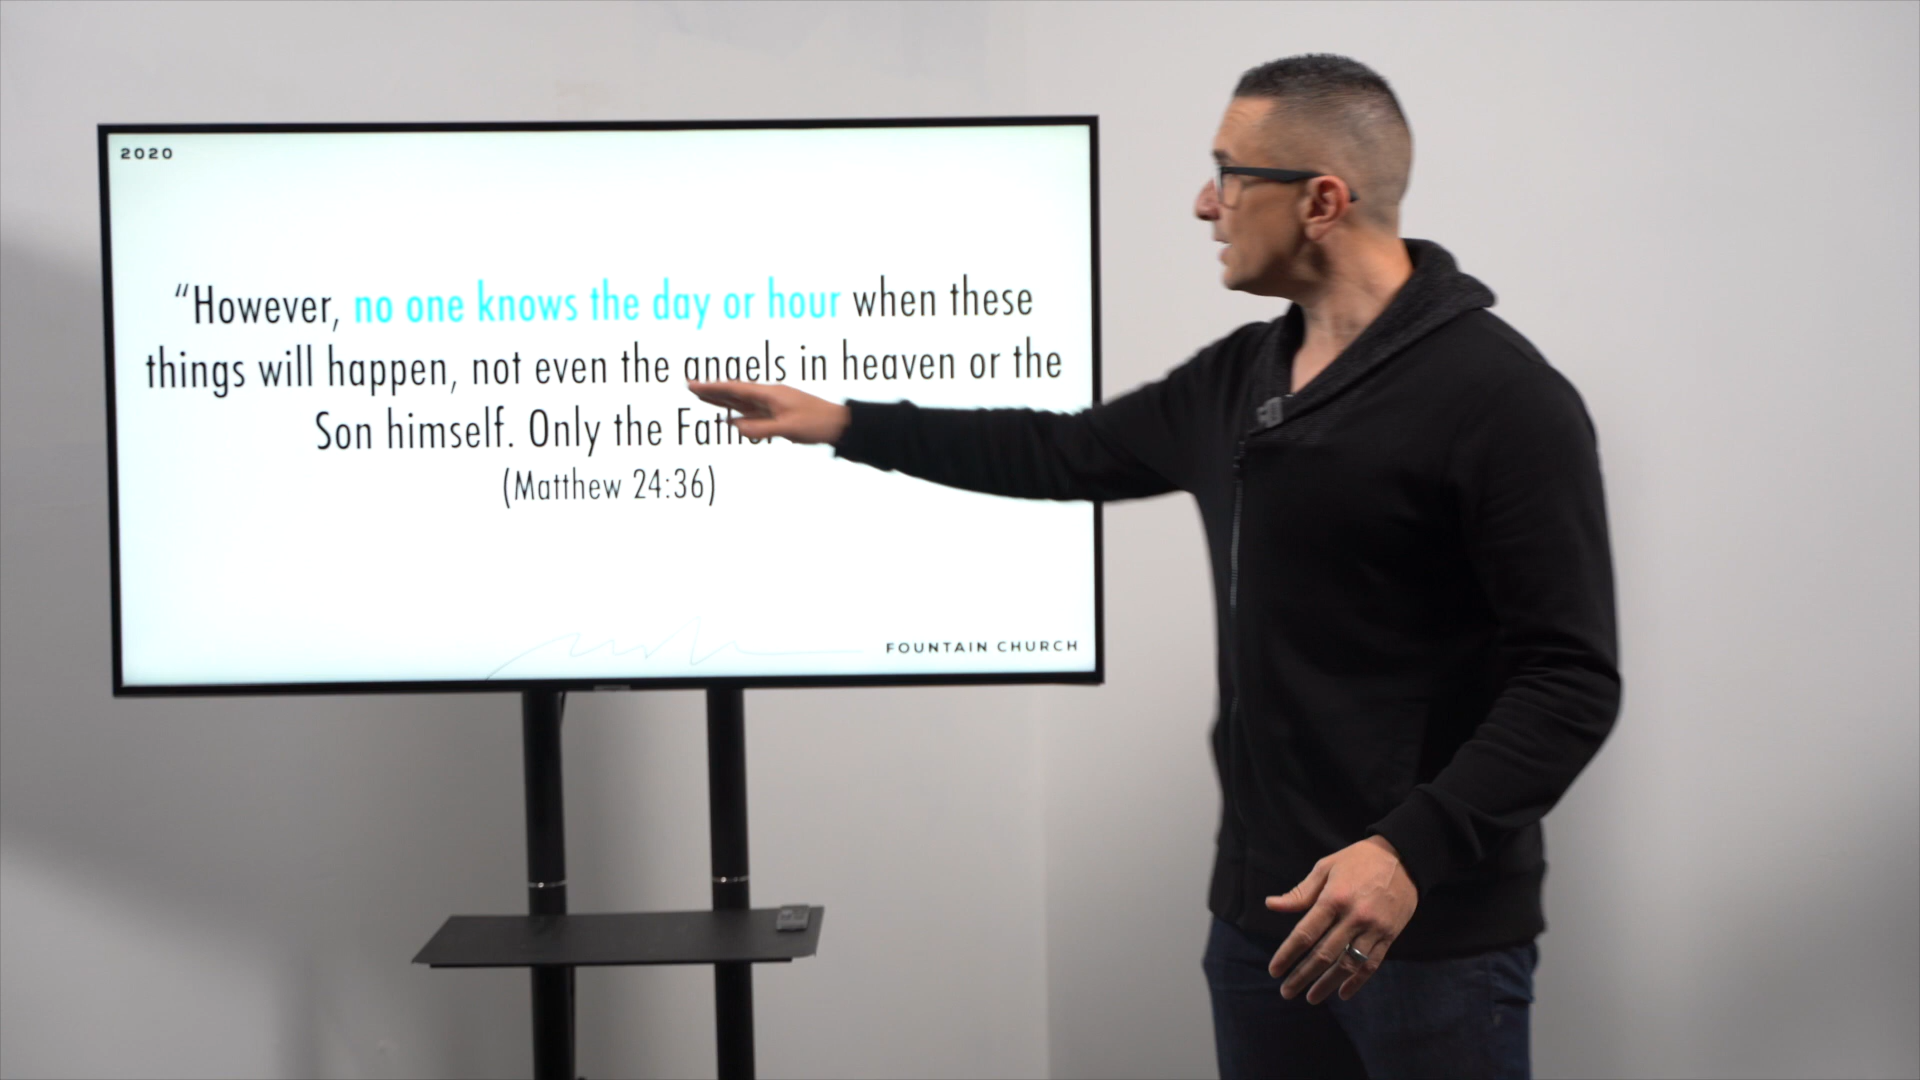 2020
“However, no one knows the day or hour when these
things will happen, not even the angels in heaven or the
Son himself. Only the Father
(Matthew 24:36)
FOUNTAIN CHURCH